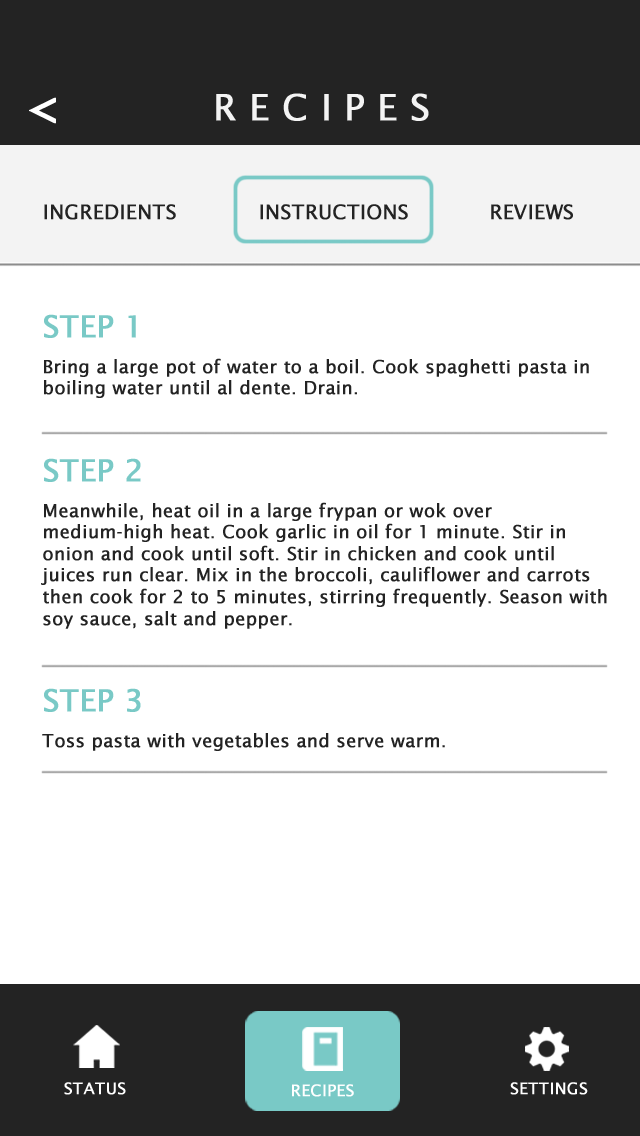 <
RECIPES
INGREDIENTS
INSTRUCTIONS
REVIEWS
STEP 1
Bring a large pot of water to a boil. Cook spaghetti pasta in
boiling water until al dente. Drain.
STEP 2
Meanwhile, heat oil in a large frypan or wok over
medium-high heat. Cook garlic in oil for 1 minute. Stir in
onion and cook until soft. Stir in chicken and cook until
juices run clear. Mix in the broccoli, cauliflower and carrots
then cook for 2 to 5 minutes, stirring frequently. Season with
soy sauce, salt and pepper.
STEP 3
Toss pasta with vegetables and serve warm.
STATUS
RECIPES
SETTINGS